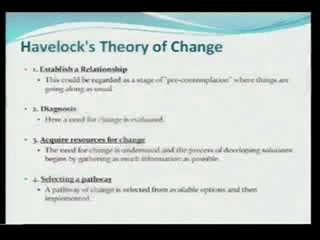 Havelock's Theory of Change
1. Establish a Relationship
This could be regarded as a stage of "pre-contemplation" where things are
going along as usual.
2. Diagnosis
Here a need for change is evaluated.
3. Acquire resources for change
The need for change is understood and the process of developing solutions
begins by gathering as much information as possible.
4. Selecting a pathway
A pathway of change is selected from available options and then
implemented.